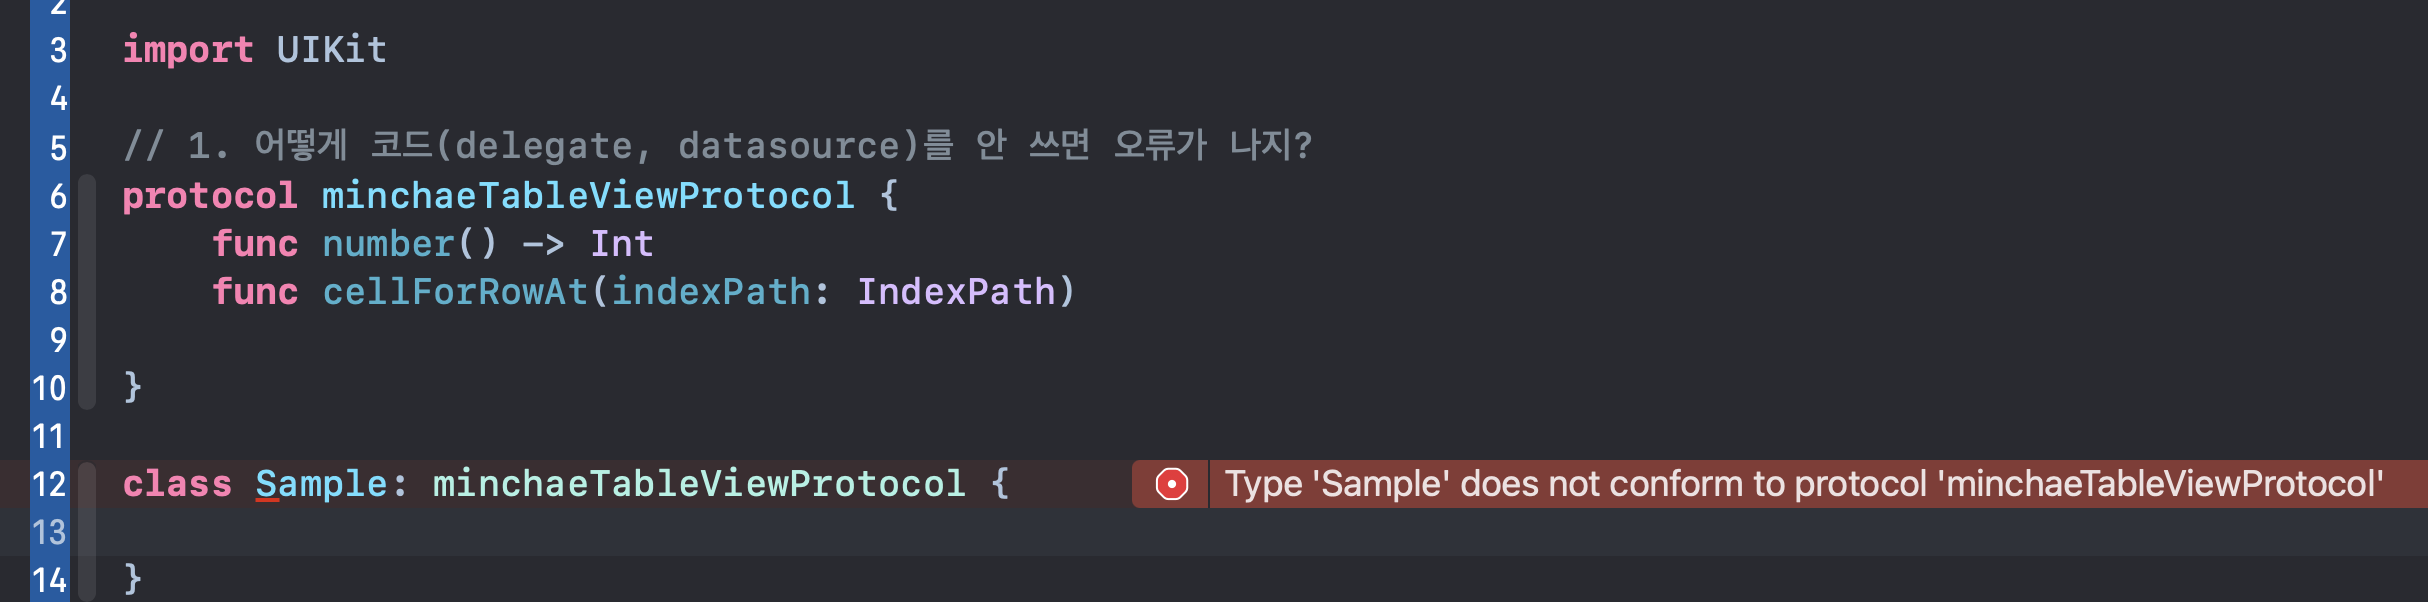 2
3 import UIKit
4
5 // 1. 어떻게 코드(delegate, datasource)를 안 쓰면 오류가 나지?
6 protocol minchaeTableViewProtocol {
7 func number() -> Int
8 func cellForRowAt(indexPath: IndexPath)
9
10 }
11
12 class Sample: minchaeTableViewProtocol { Type 'Sample' does not conform to protocol 'minchaeTableViewProtocol'
13
14 }